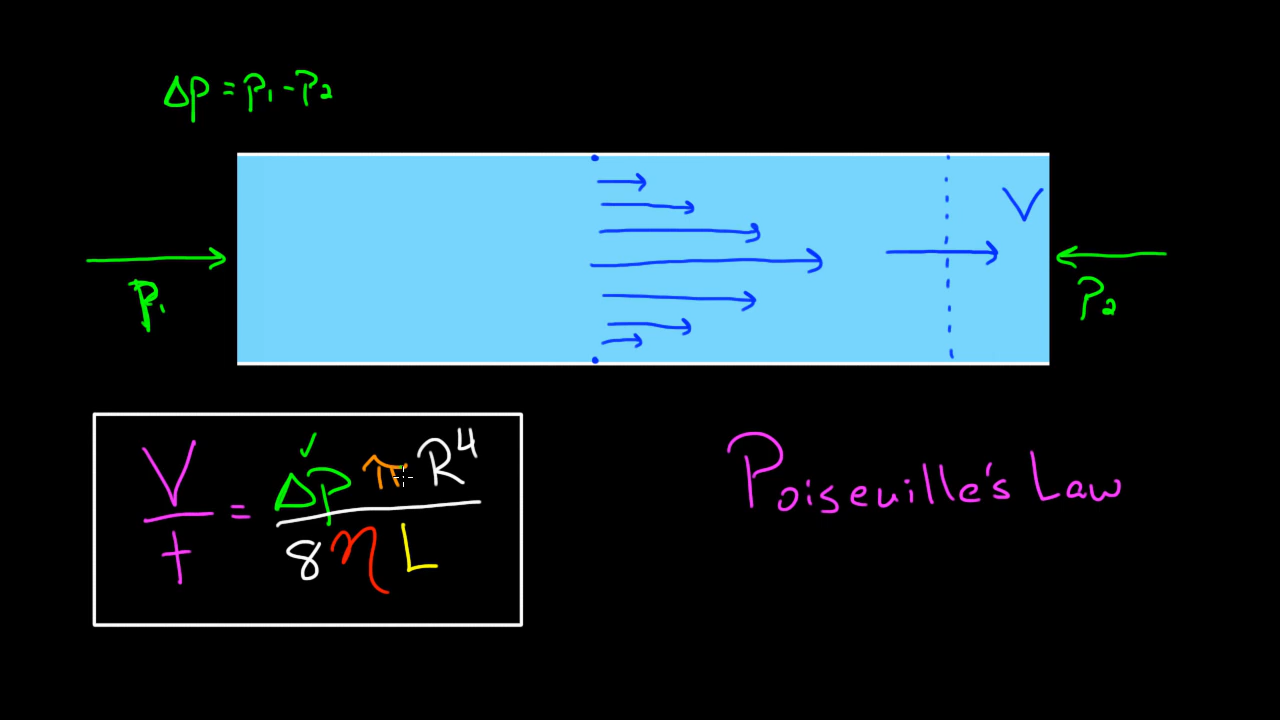 Δp = p₁ - p₂
V
P₁
P₂
V/t = Δp π R⁴ / 8 η L
Poiseuille's Law